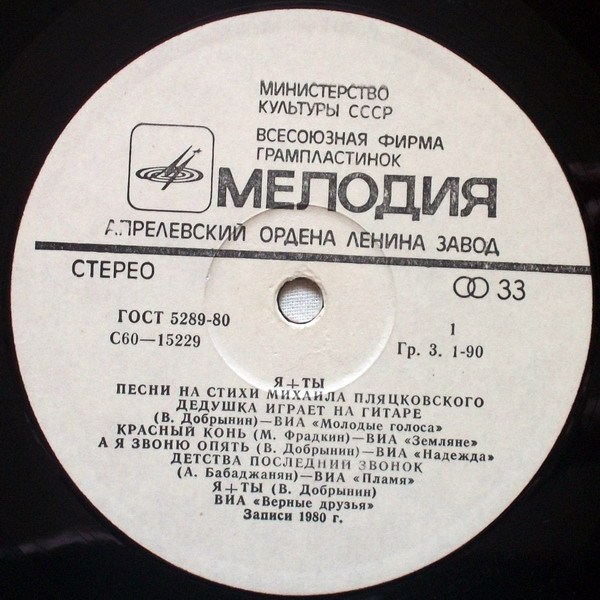 МИНИСТЕРСТВО
КУЛЬТУРЫ СССР
ВСЕСОЮЗНАЯ ФИРМА
ГРАМПЛАСТИНОК
МЕЛОДИЯ
АПРЕЛЕВСКИЙ ОРДЕНА ЛЕНИНА ЗАВОД
СТЕРЕО
33
ГОСТ 5289-80
С60—15229
1
Гр. 3. 1-90
Я+ТЫ
ПЕСНИ НА СТИХИ МИХАИЛА ПЛЯЦКОВСКОГО
ДЕДУШКА ИГРАЕТ НА ГИТАРЕ
(В. Добрынин)—ВИА «Молодые голоса»
КРАСНЫЙ КОНЬ (М. Фрадкин)—ВИА «Земляне»
А Я ЗВОНЮ ОПЯТЬ (В. Добрынин)—ВИА «Надежда»
ДЕТСТВА ПОСЛЕДНИЙ ЗВОНОК
(А. Бабаджанян)—ВИА «Пламя»
Я+ТЫ (В. Добрынин)
ВИА «Верные друзья»
Записи 1980 г.